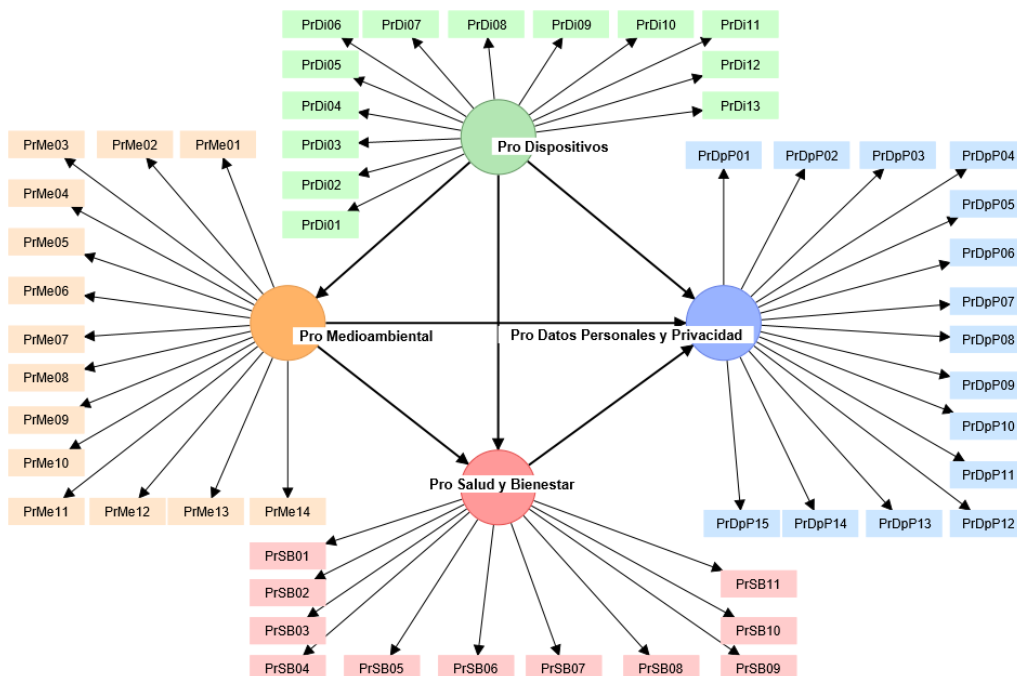 PrDi06
PrDi07
PrDi08
PrDi09
PrDi10
PrDi11
PrDi05
PrDi12
PrDi04
PrDi13
PrDi03
PrDi02
PrDi01
Pro Dispositivos
PrMe03
PrMe02
PrMe01
PrMe04
PrMe05
PrMe06
PrMe07
PrMe08
PrMe09
PrMe10
PrMe11
PrMe12
PrMe13
PrMe14
Pro Medioambiental
PrDpP01
PrDpP02
PrDpP03
PrDpP04
PrDpP05
PrDpP06
PrDpP07
PrDpP08
PrDpP09
PrDpP10
PrDpP11
PrDpP15
PrDpP14
PrDpP13
PrDpP12
Pro Datos Personales y Privacidad
Pro Salud y Bienestar
PrSB01
PrSB02
PrSB03
PrSB04
PrSB05
PrSB06
PrSB07
PrSB08
PrSB09
PrSB10
PrSB11